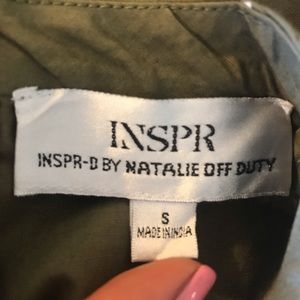 INSPR
INSPR-D BY NATALIE OFF DUTY
S
MADE IN INDIA